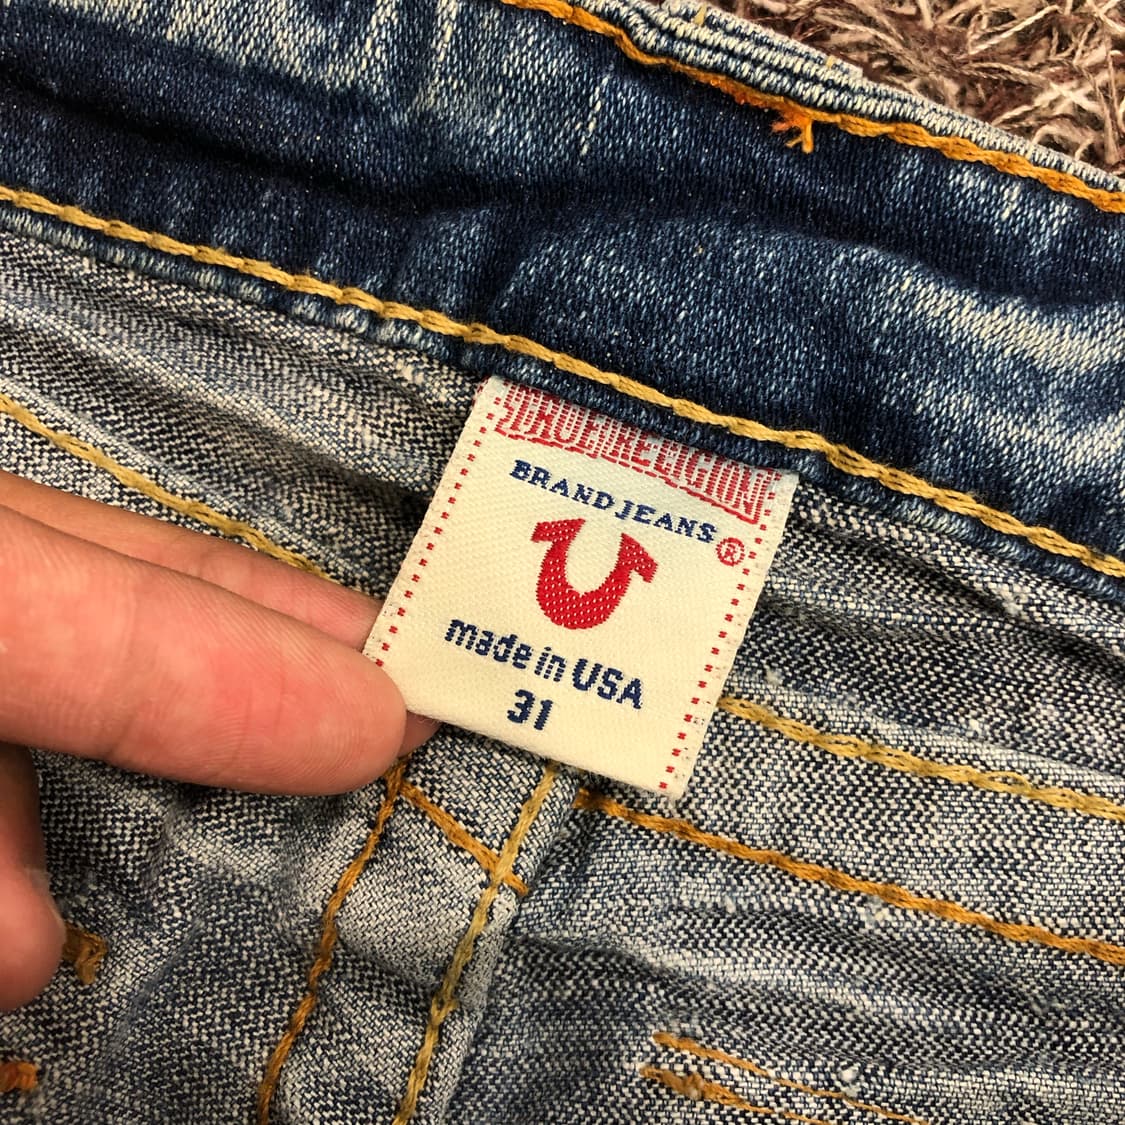 TRUE RELIGION
BRAND JEANS ®
made in USA
31